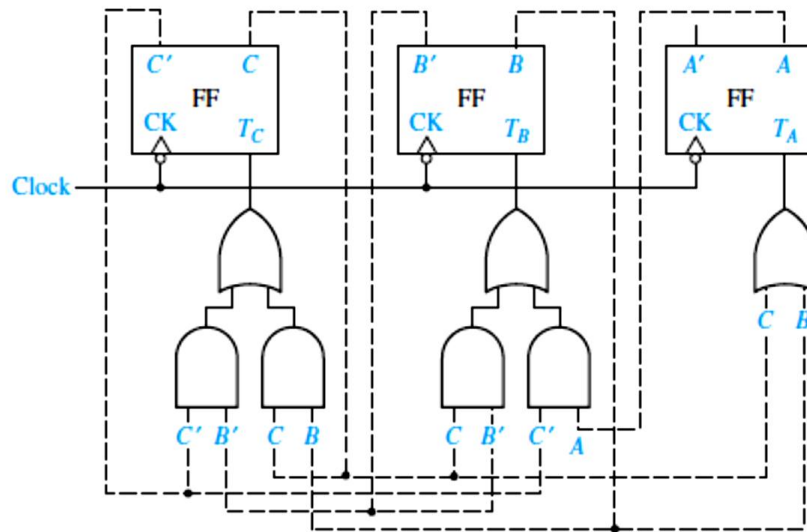 C′ C B′ B A′ A
FF FF FF
CK T_C CK T_B CK T_A
Clock
C B
C′ B′ C B C B′ C′ A